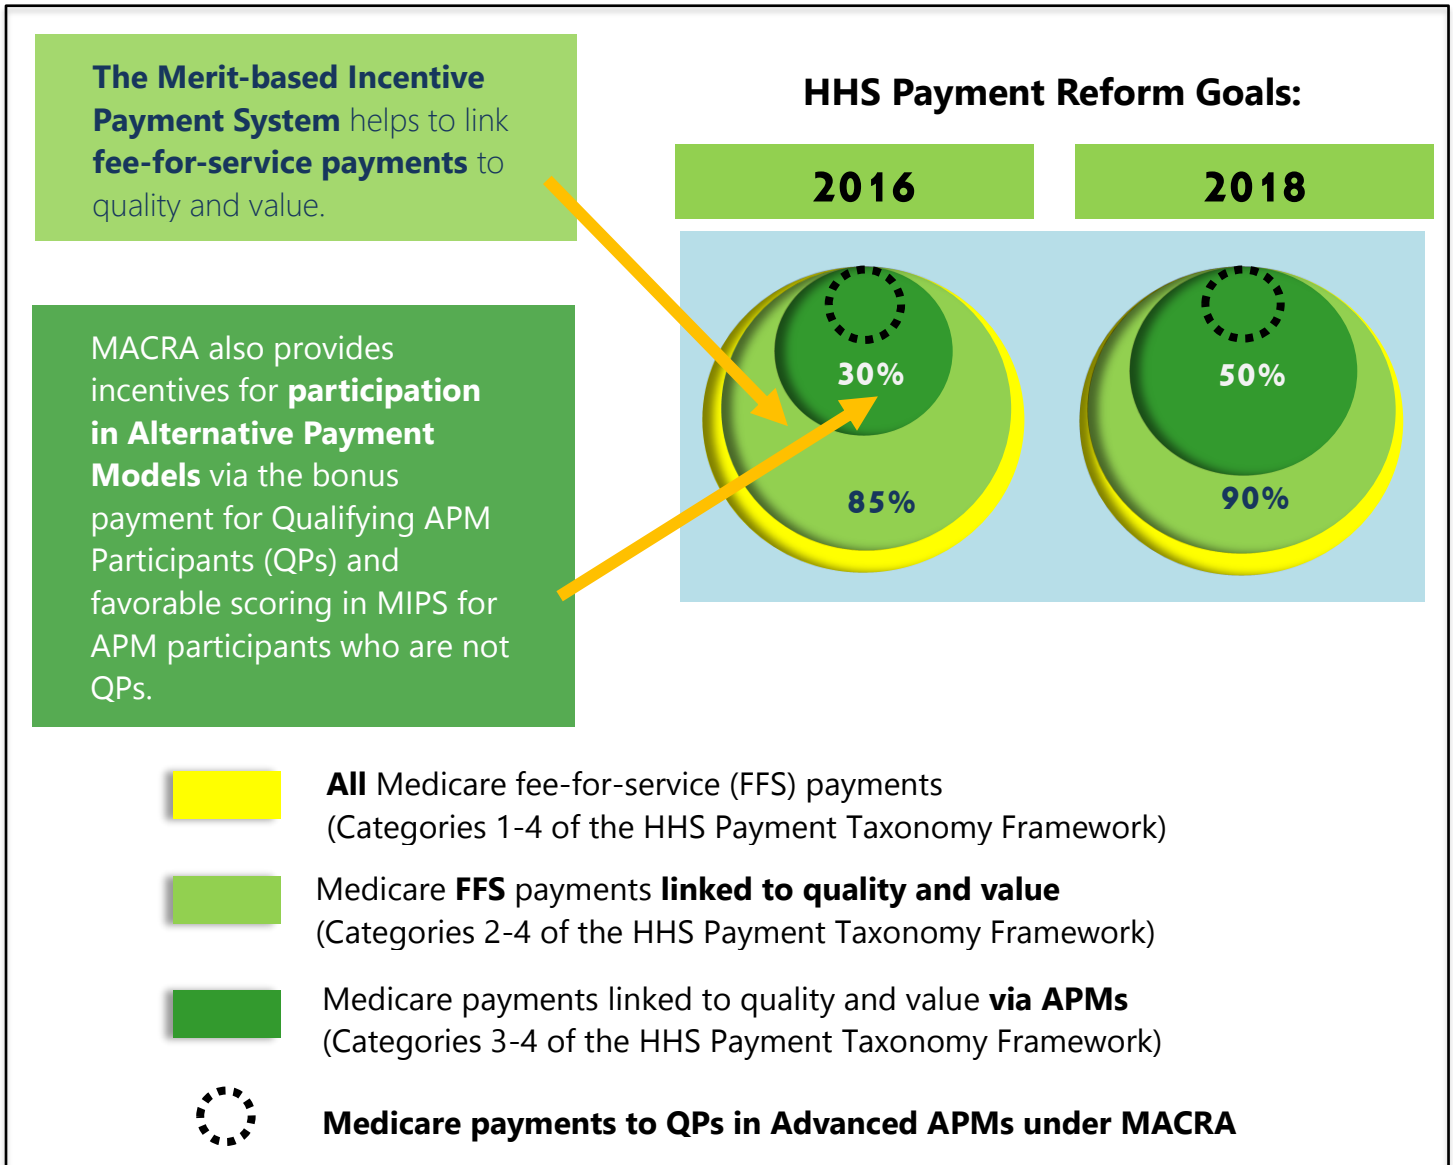 The Merit-based Incentive
Payment System helps to link
fee-for-service payments to
quality and value.
MACRA also provides
incentives for participation
in Alternative Payment
Models via the bonus
payment for Qualifying APM
Participants (QPs) and
favorable scoring in MIPS for
APM participants who are not
QPs.
HHS Payment Reform Goals:
2016
2018
30%
85%
50%
90%
All Medicare fee-for-service (FFS) payments
(Categories 1-4 of the HHS Payment Taxonomy Framework)
Medicare FFS payments linked to quality and value
(Categories 2-4 of the HHS Payment Taxonomy Framework)
Medicare payments linked to quality and value via APMs
(Categories 3-4 of the HHS Payment Taxonomy Framework)
Medicare payments to QPs in Advanced APMs under MACRA